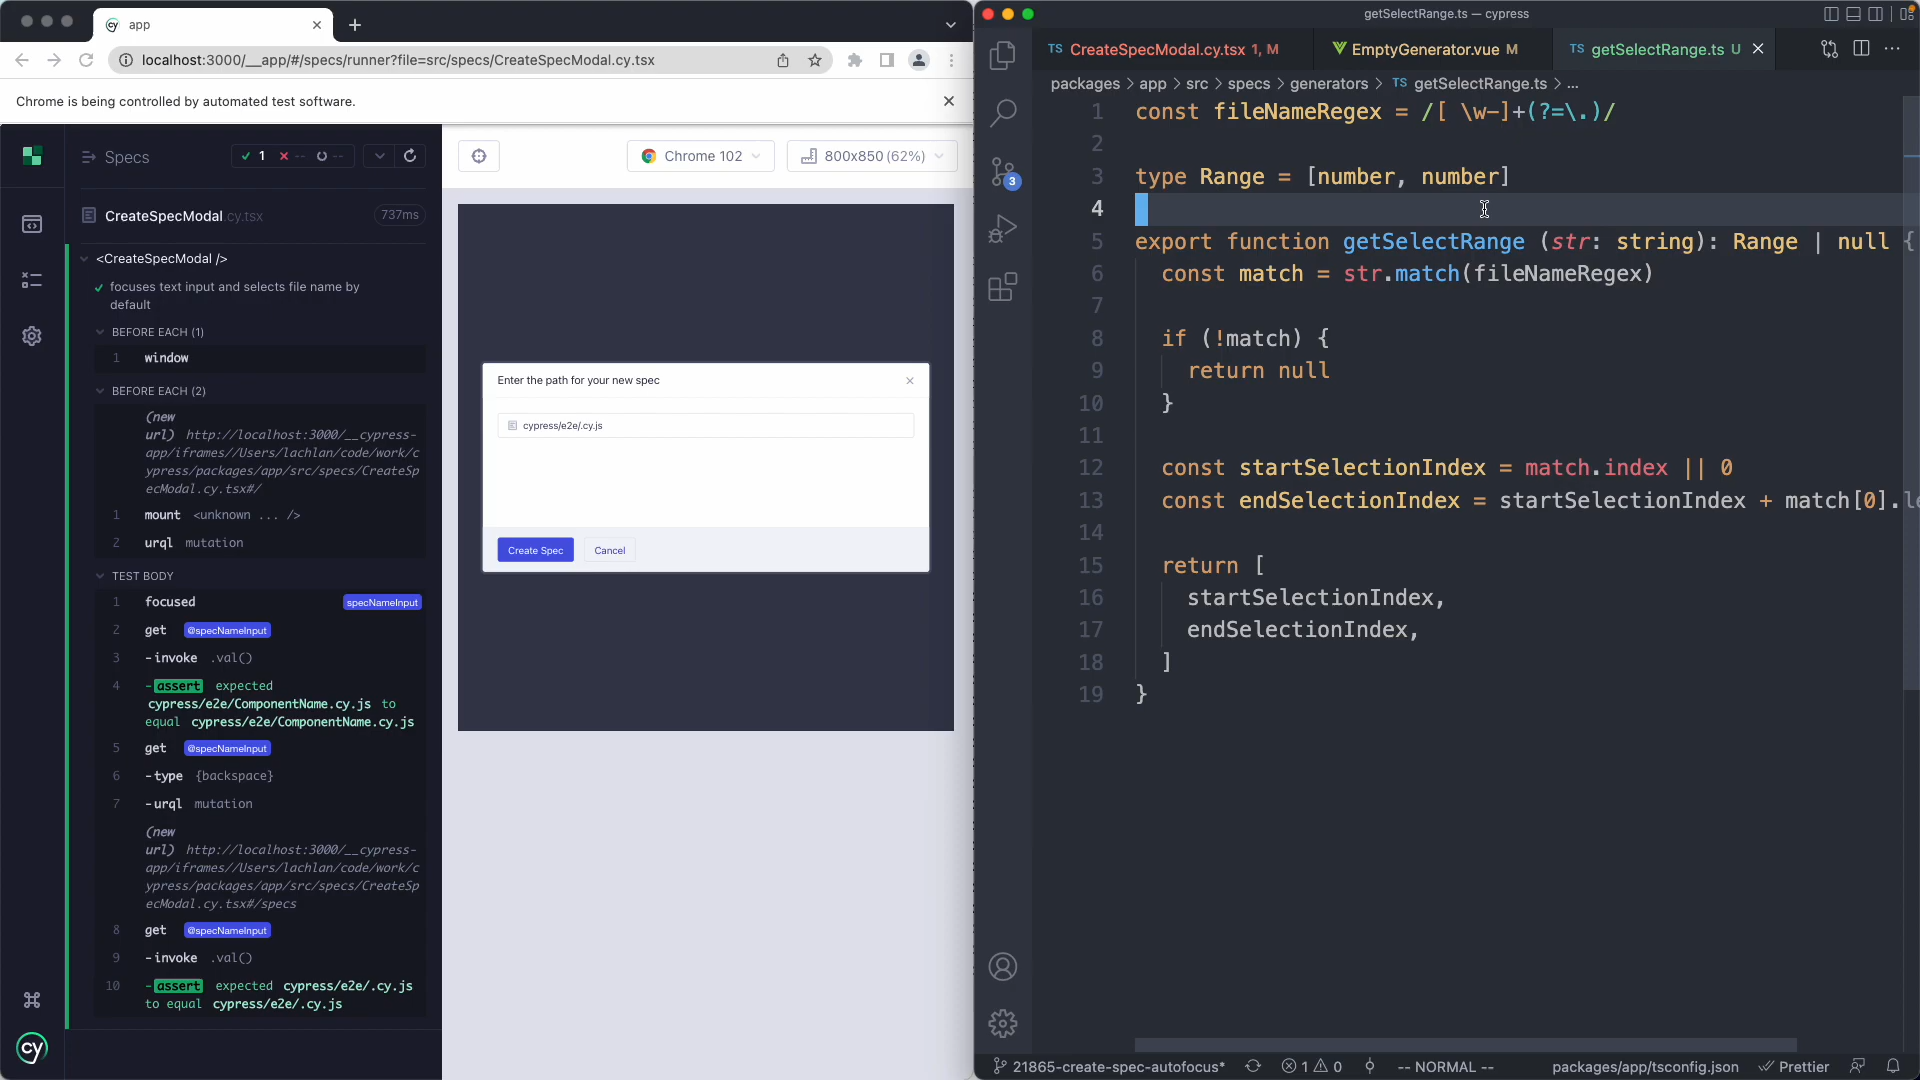 app
localhost:3000/__app/#/specs/runner?file=src/specs/CreateSpecModal.cy.tsx
Chrome is being controlled by automated test software.
Specs
1 -- --
CreateSpecModal.cy.tsx 737ms
<CreateSpecModal />
focuses text input and selects file name by
default
BEFORE EACH (1)
1 window
BEFORE EACH (2)
(new
url) http://localhost:3000/__cypress-
app/iframes//Users/lachlan/code/work/c
ypress/packages/app/src/specs/CreateSp
ecModal.cy.tsx#/
1 mount <unknown ... />
2 urql mutation
TEST BODY
1 focused specNameInput
2 get @specNameInput
3 -invoke .val()
4 -assert expected
cypress/e2e/ComponentName.cy.js to
equal cypress/e2e/ComponentName.cy.js
5 get @specNameInput
6 -type {backspace}
7 -urql mutation
(new
url) http://localhost:3000/__cypress-
app/iframes//Users/lachlan/code/work/c
ypress/packages/app/src/specs/CreateSp
ecModal.cy.tsx#/specs
8 get @specNameInput
9 -invoke .val()
10 -assert expected cypress/e2e/.cy.js
to equal cypress/e2e/.cy.js
cy
Chrome 102
800x850 (62%)
Enter the path for your new spec
cypress/e2e/.cy.js
Create Spec
Cancel
getSelectRange.ts — cypress
TS CreateSpecModal.cy.tsx 1, M
EmptyGenerator.vue M
TS getSelectRange.ts U
packages > app > src > specs > generators > TS getSelectRange.ts > ...
3
1 const fileNameRegex = /[ \w-]+(?=\.)/
2
3 type Range = [number, number]
4
5 export function getSelectRange (str: string): Range | null {
6 const match = str.match(fileNameRegex)
7
8 if (!match) {
9 return null
10 }
11
12 const startSelectionIndex = match.index || 0
13 const endSelectionIndex = startSelectionIndex + match[0].le
14
15 return [
16 startSelectionIndex,
17 endSelectionIndex,
18 ]
19 }
21865-create-spec-autofocus*
1 0
-- NORMAL --
packages/app/tsconfig.json
Prettier